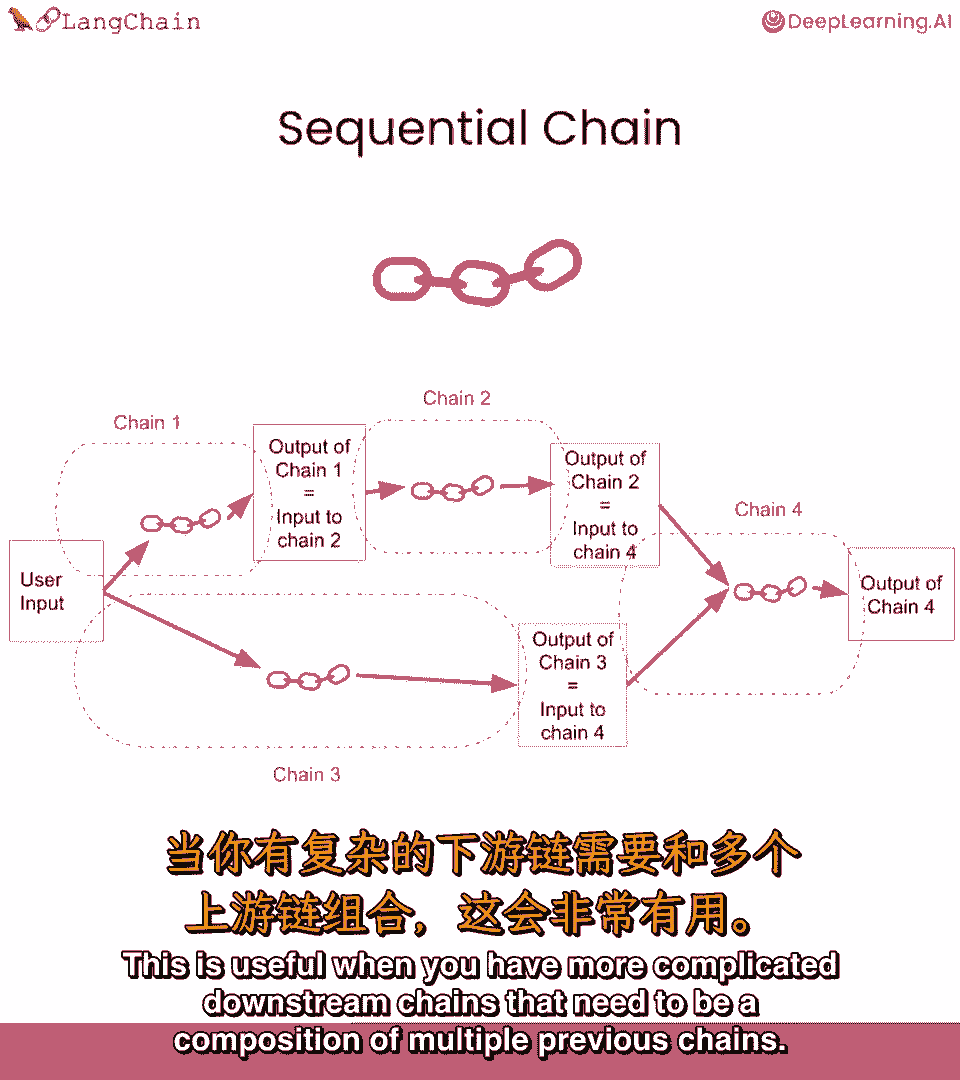 LangChain
DeepLearning.AI
Sequential Chain
Chain 1
Chain 2
Output of
Chain 1
=
Input to
chain 2
Output of
Chain 2
=
Input to
chain 4
Chain 4
User
Input
Output of
Chain 4
Output of
Chain 3
=
Input to
chain 4
Chain 3
当你有复杂的下游链需要和多个
上游链组合，这会非常有用。
This is useful when you have more complicated
downstream chains that need to be a
composition of multiple previous chains.